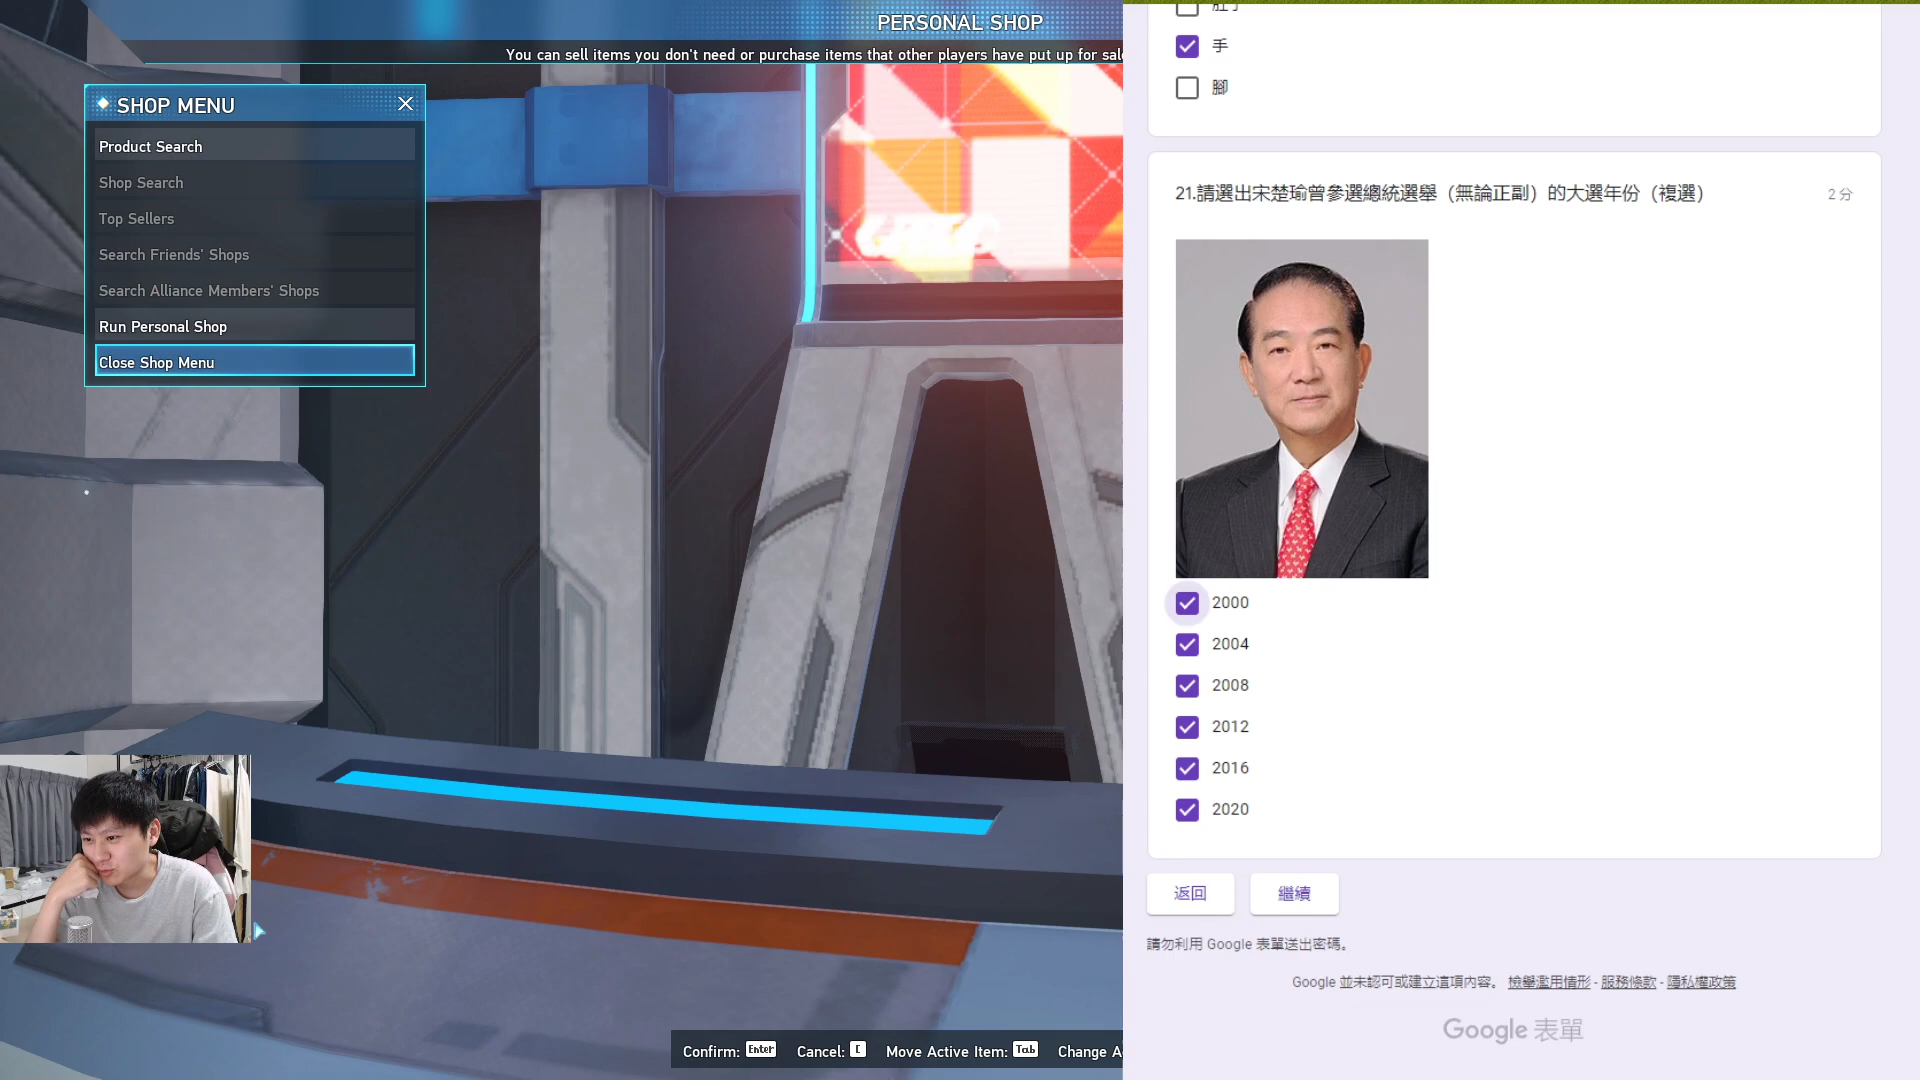 PERSONAL SHOP
You can sell items you don't need or purchase items that other players have put up for sale
SHOP MENU
Product Search
Shop Search
Top Sellers
Search Friends' Shops
Search Alliance Members' Shops
Run Personal Shop
Close Shop Menu
Confirm: Enter Cancel: Move Active Item: Tab Change A
手
腳
21.請選出宋楚瑜曾參選總統選舉（無論正副）的大選年份（複選）
2 分
2000
2004
2008
2012
2016
2020
返回
繼續
請勿利用 Google 表單送出密碼。
Google 並未認可或建立這項內容。 檢舉濫用情形 - 服務條款 - 隱私權政策
Google 表單